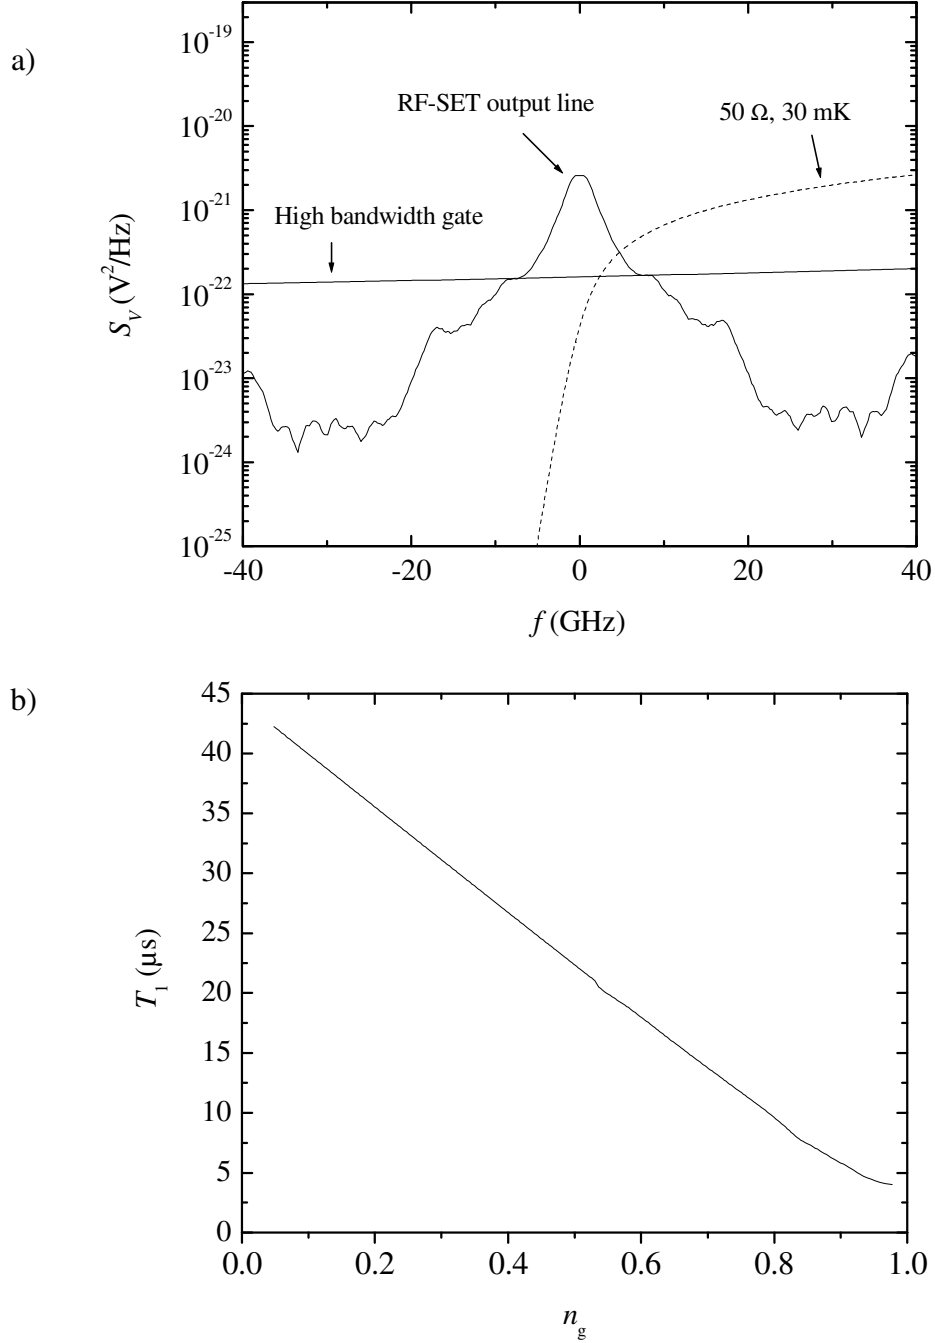 a)
10^-19
10^-20
10^-21
10^-22
10^-23
10^-24
10^-25
S_V (V^2/Hz)
RF-SET output line
50 Ω, 30 mK
High bandwidth gate
-40 -20 0 20 40
f (GHz)
b)
45
40
35
30
25
20
15
10
5
0
T_1 (μs)
0.0 0.2 0.4 0.6 0.8 1.0
n_g